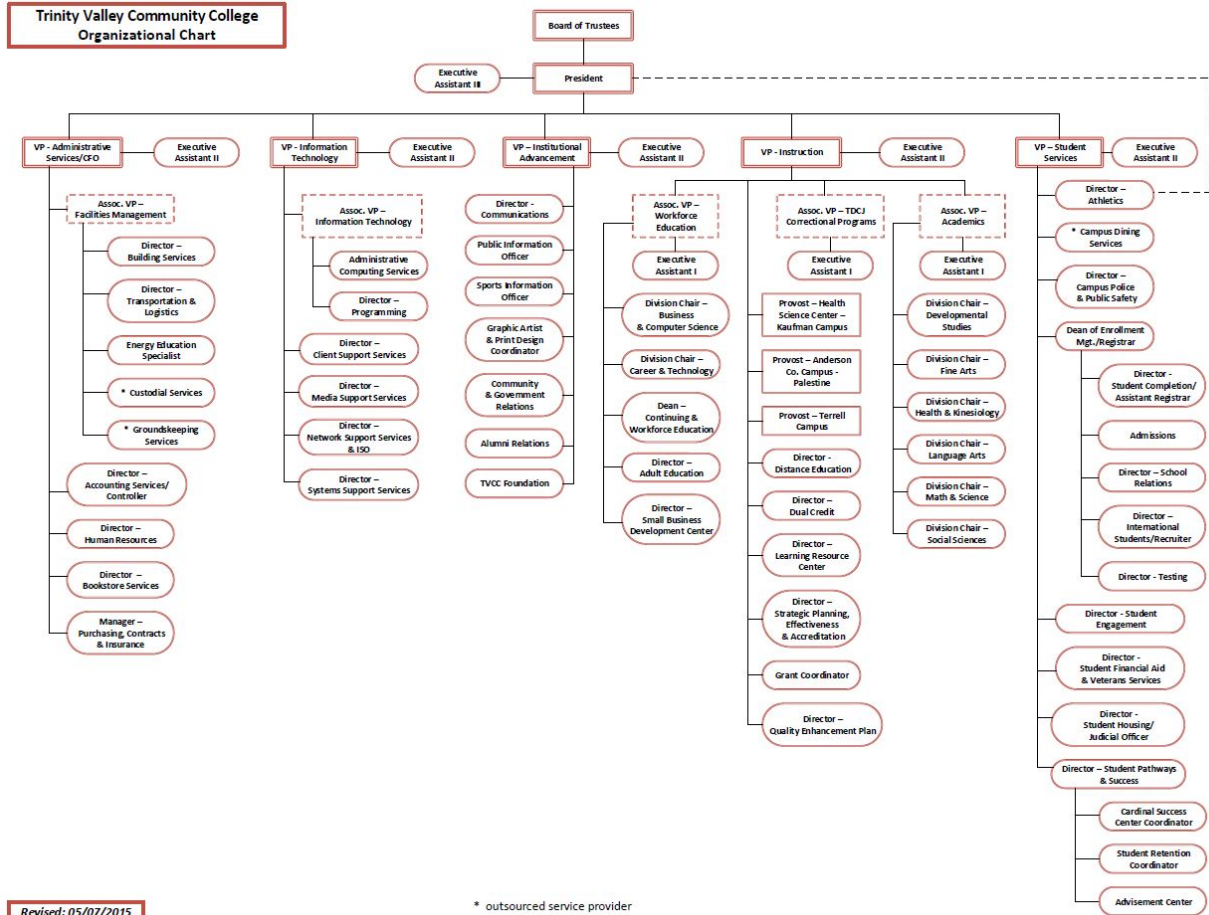 Trinity Valley Community College
Organizational Chart
Board of Trustees
Executive
Assistant III
President
VP - Administrative
Services/CFO
Executive
Assistant II
VP - Information
Technology
Executive
Assistant II
VP – Institutional
Advancement
Executive
Assistant II
VP - Instruction
Executive
Assistant II
VP – Student
Services
Executive
Assistant II
Assoc. VP –
Facilities Management
Director –
Building Services
Director –
Transportation &
Logistics
Energy Education
Specialist
* Custodial Services
* Groundskeeping
Services
Director –
Accounting Services/
Controller
Director –
Human Resources
Director –
Bookstore Services
Manager –
Purchasing, Contracts
& Insurance
Assoc. VP –
Information Technology
Administrative
Computing Services
Director –
Programming
Director –
Client Support Services
Director –
Media Support Services
Director –
Network Support Services
& ISO
Director –
Systems Support Services
Director -
Communications
Public Information
Officer
Sports Information
Officer
Graphic Artist
& Print Design
Coordinator
Community
& Government
Relations
Alumni Relations
TVCC Foundation
Assoc. VP –
Workforce
Education
Executive
Assistant I
Division Chair –
Business
& Computer Science
Division Chair –
Career & Technology
Dean –
Continuing &
Workforce Education
Director –
Adult Education
Director –
Small Business
Development Center
Assoc. VP – TDCJ
Correctional Programs
Executive
Assistant I
Provost – Health
Science Center –
Kaufman Campus
Provost – Anderson
Co. Campus -
Palestine
Provost – Terrell
Campus
Director -
Distance Education
Director –
Dual Credit
Director –
Learning Resource
Center
Director –
Strategic Planning,
Effectiveness
& Accreditation
Grant Coordinator
Director –
Quality Enhancement Plan
Assoc. VP –
Academics
Executive
Assistant I
Division Chair –
Developmental
Studies
Division Chair –
Fine Arts
Division Chair –
Health & Kinesiology
Division Chair –
Language Arts
Division Chair –
Math & Science
Division Chair –
Social Sciences
Director –
Athletics
* Campus Dining
Services
Director –
Campus Police
& Public Safety
Dean of Enrollment
Mgt./Registrar
Director -
Student Completion/
Assistant Registrar
Admissions
Director – School
Relations
Director –
International
Students/Recruiter
Director - Testing
Director - Student
Engagement
Director -
Student Financial Aid
& Veterans Services
Director -
Student Housing/
Judicial Officer
Director – Student Pathways
& Success
Cardinal Success
Center Coordinator
Student Retention
Coordinator
Advisement Center
Revised: 05/07/2015
* outsourced service provider